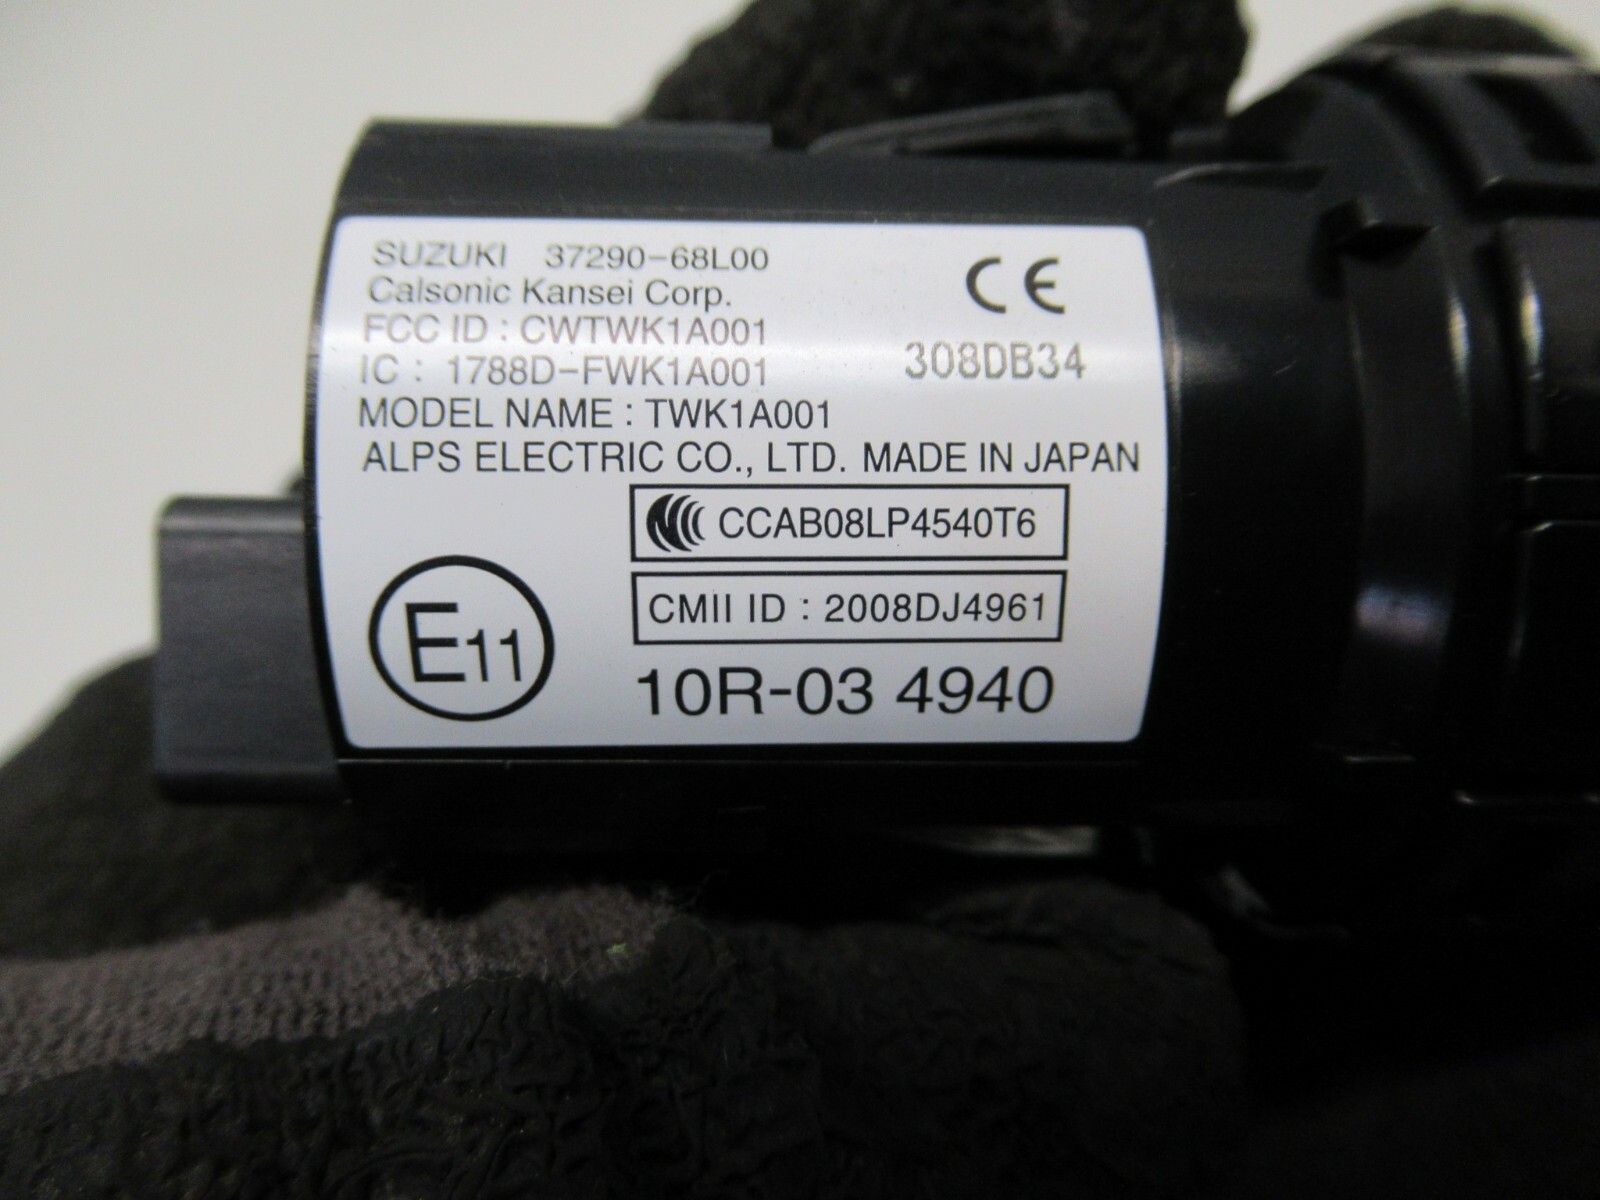 SUZUKI 37290-68L00
Calsonic Kansei Corp.
CE
FCC ID : CWTWK1A001
IC : 1788D-FWK1A001
308DB34
MODEL NAME : TWK1A001
ALPS ELECTRIC CO., LTD. MADE IN JAPAN
CCAB08LP4540T6
CMII ID : 2008DJ4961
E11
10R-03 4940